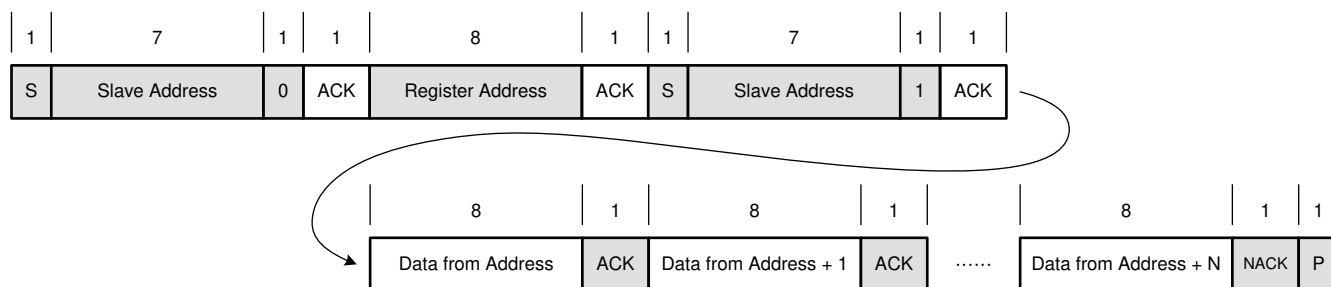 1 7 1 1 8 1 1 7 1 1
S Slave Address 0 ACK Register Address ACK S Slave Address 1 ACK
8 1 8 1 8 1 1
Data from Address ACK Data from Address + 1 ACK ...... Data from Address + N NACK P